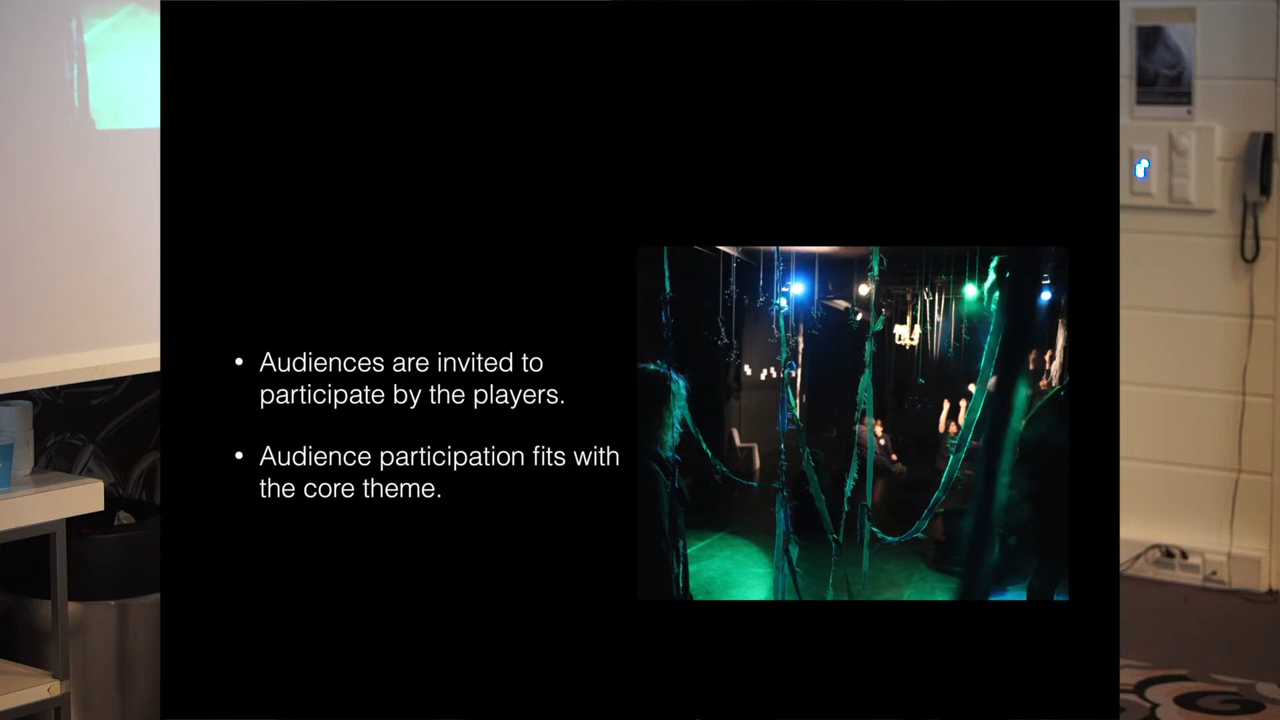 • Audiences are invited to
participate by the players.
• Audience participation fits with
the core theme.